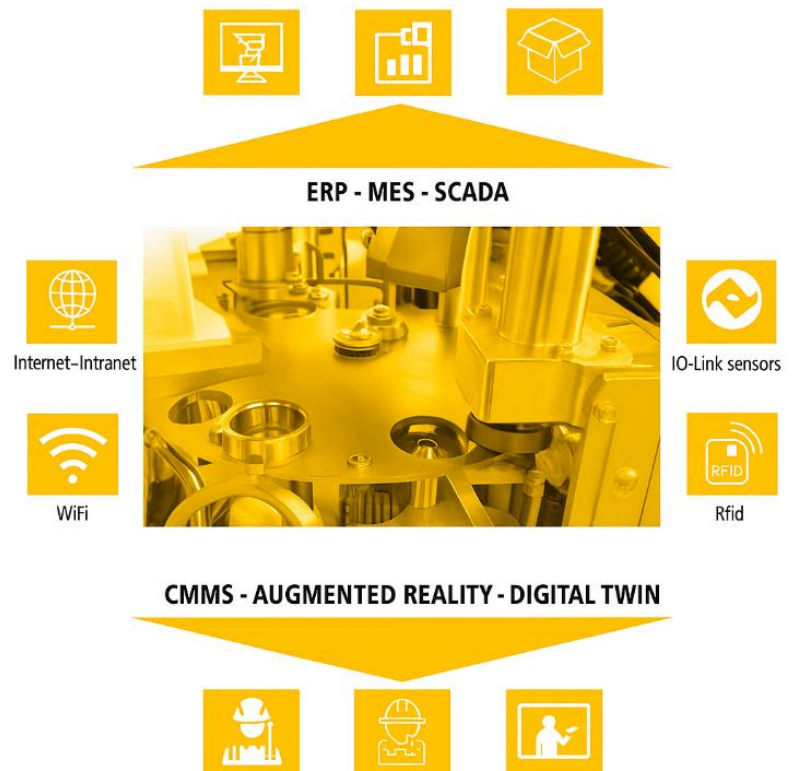 ERP - MES - SCADA
Internet–Intranet
IO-Link sensors
RFID
WiFi
Rfid
CMMS - AUGMENTED REALITY - DIGITAL TWIN